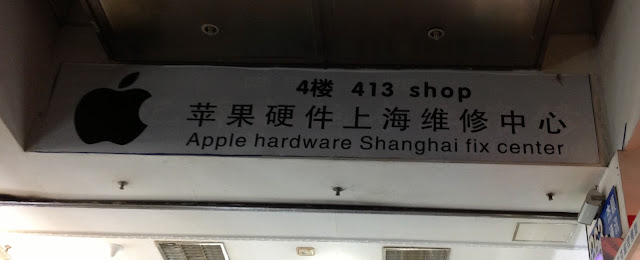 4楼 413 shop
苹果硬件上海维修中心
Apple hardware Shanghai fix center